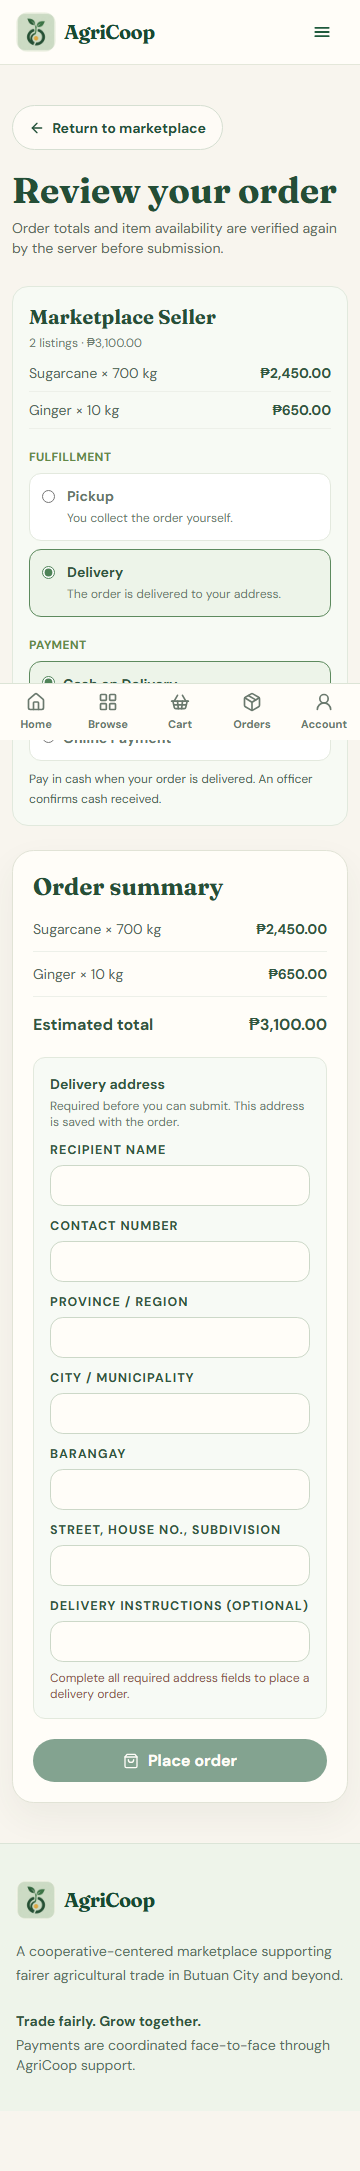 AgriCoop
Return to marketplace
Review your order
Order totals and item availability are verified again
by the server before submission.
Marketplace Seller
2 listings · ₱3,100.00
Sugarcane × 700 kg ₱2,450.00
Ginger × 10 kg ₱650.00
FULFILLMENT
Pickup
You collect the order yourself.
Delivery
The order is delivered to your address.
PAYMENT
Cash on Delivery
Home Browse Cart Orders Account
Online Payment
Pay in cash when your order is delivered. An officer
confirms cash received.
Order summary
Sugarcane × 700 kg ₱2,450.00
Ginger × 10 kg ₱650.00
Estimated total ₱3,100.00
Delivery address
Required before you can submit. This address
is saved with the order.
RECIPIENT NAME
CONTACT NUMBER
PROVINCE / REGION
CITY / MUNICIPALITY
BARANGAY
STREET, HOUSE NO., SUBDIVISION
DELIVERY INSTRUCTIONS (OPTIONAL)
Complete all required address fields to place a
delivery order.
Place order
AgriCoop
A cooperative-centered marketplace supporting
fairer agricultural trade in Butuan City and beyond.
Trade fairly. Grow together.
Payments are coordinated face-to-face through
AgriCoop support.